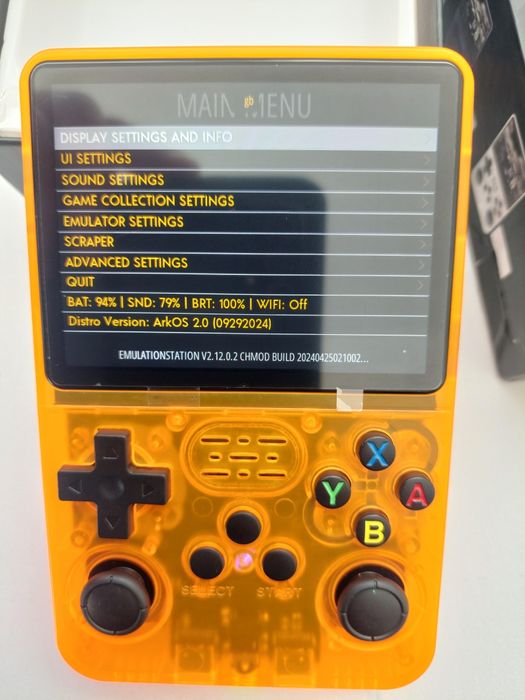 MAIN MENU
gb
DISPLAY SETTINGS AND INFO
UI SETTINGS
SOUND SETTINGS
GAME COLLECTION SETTINGS
EMULATOR SETTINGS
SCRAPER
ADVANCED SETTINGS
QUIT
BAT: 94% | SND: 79% | BRT: 100% | WIFI: Off
Distro Version: ArkOS 2.0 (09292024)
EMULATIONSTATION V2.12.0.2 CHMOD BUILD 20240425021002...
X
Y A
B
SELECT START